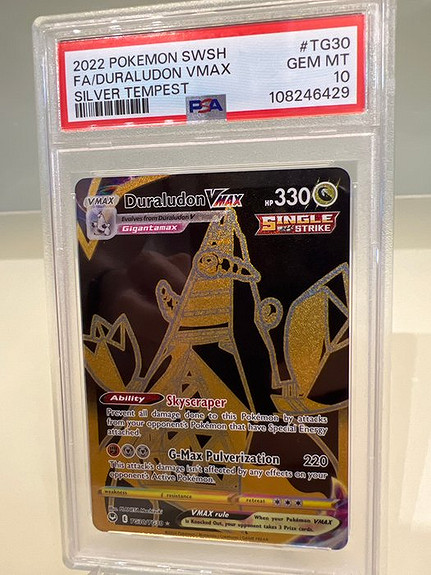 2022 POKEMON SWSH #TG30
FA/DURALUDON VMAX GEM MT
SILVER TEMPEST 10
PSA 108246429
VMAX Duraludon VMAX HP 330
Evolves from Duraludon V
Gigantamax
SINGLE STRIKE
Ability Skyscraper
Prevent all damage done to this Pokémon by attacks
from your opponent's Pokémon that have Special Energy
attached.
G-Max Pulverization 220
This attack's damage isn't affected by any effects on your
opponent's Active Pokémon.
weakness resistance retreat
VMAX rule When your Pokémon VMAX
is Knocked Out, your opponent takes 3 Prize cards.
TG30/TG30